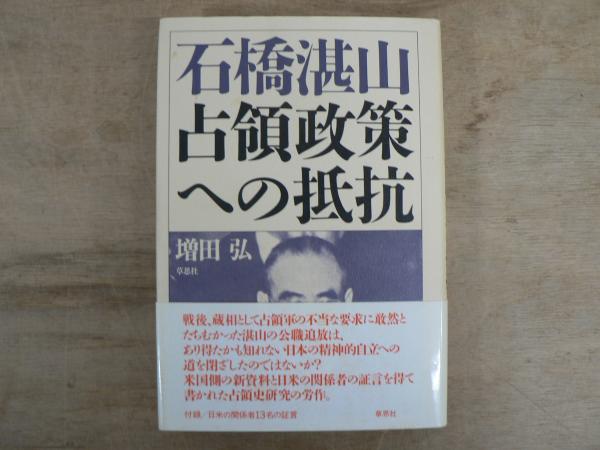 石橋湛山
占領政策
への抵抗
増田 弘
草思社
戦後、蔵相として占領軍の不当な要求に敢然と
たちむかった湛山の公職追放は、
あり得たかも知れない日本の精神的自立への
道を閉ざしたのではないか?
米国側の新資料と日米の関係者の証言を得て
書かれた占領史研究の労作。
付録/日米の関係者13名の証言 草思社